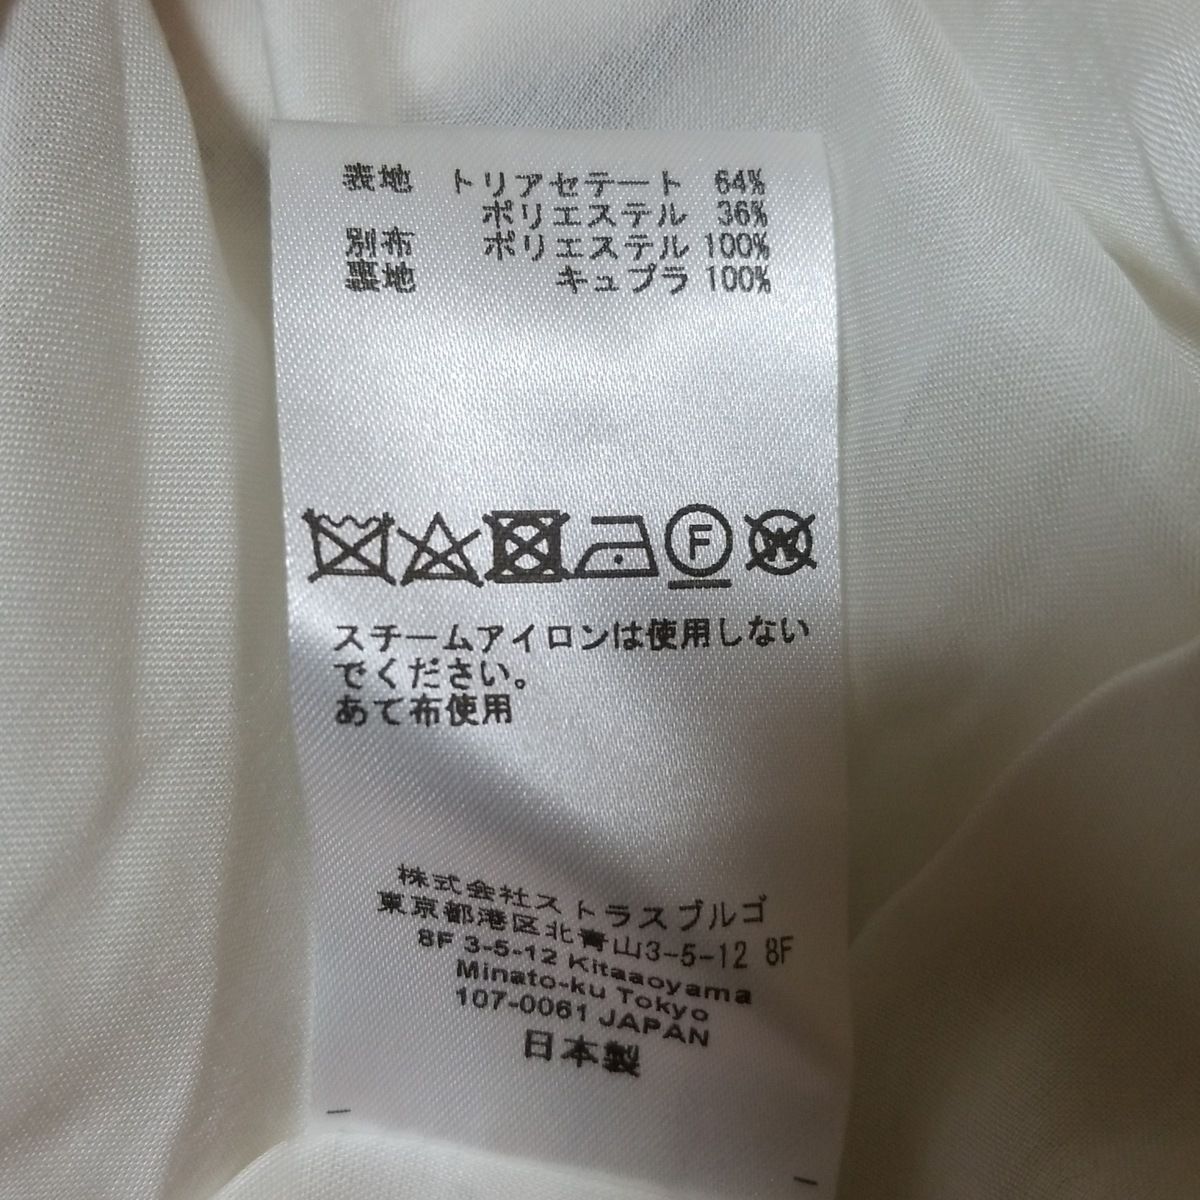 表地 トリアセテート 64%
ポリエステル 36%
別布 ポリエステル 100%
裏地 キュプラ 100%
F W
スチームアイロンは使用しない
でください。
あて布使用
株式会社ストラスブルゴ
東京都港区北青山3-5-12 8F
8F 3-5-12 Kitaaoyama
Minato-ku Tokyo
107-0061 JAPAN
日本製